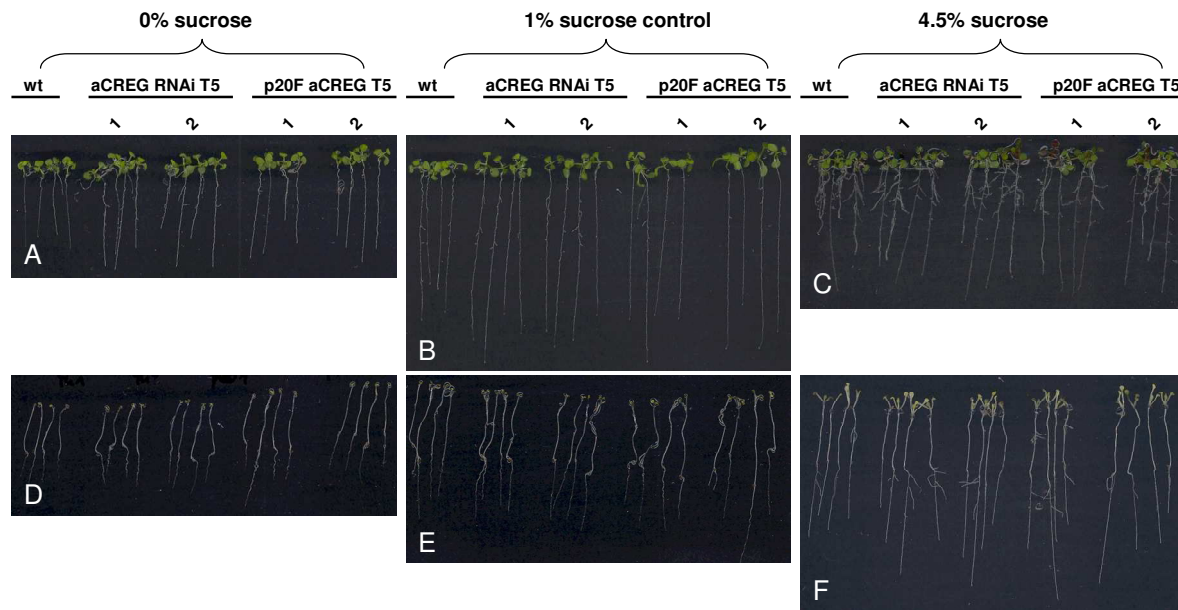 0% sucrose
1% sucrose control
4.5% sucrose
wt aCREG RNAi T5 p20F aCREG T5
wt aCREG RNAi T5 p20F aCREG T5
wt aCREG RNAi T5 p20F aCREG T5
1 2 1 2
1 2 1 2
1 2 1 2
A
B
C
D
E
F